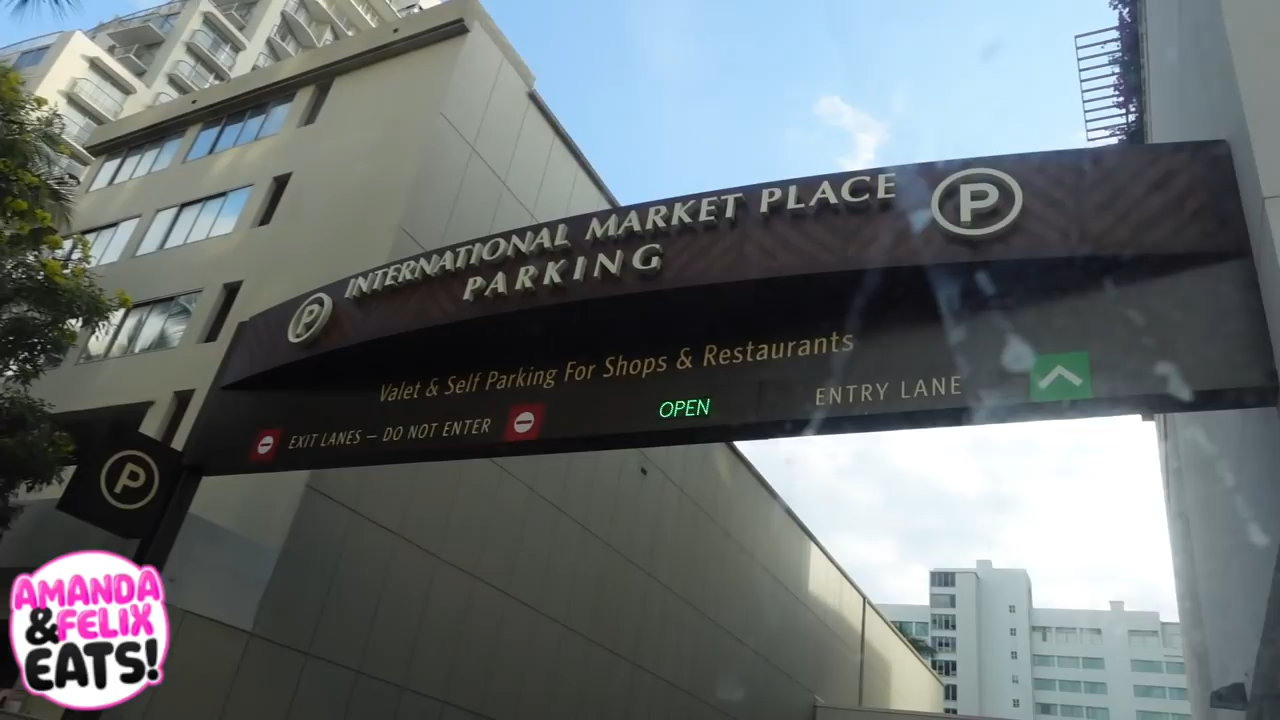 INTERNATIONAL MARKET PLACE P
P PARKING
Valet & Self Parking For Shops & Restaurants
EXIT LANES – DO NOT ENTER OPEN ENTRY LANE
P
AMANDA
&FELIX
EATS!